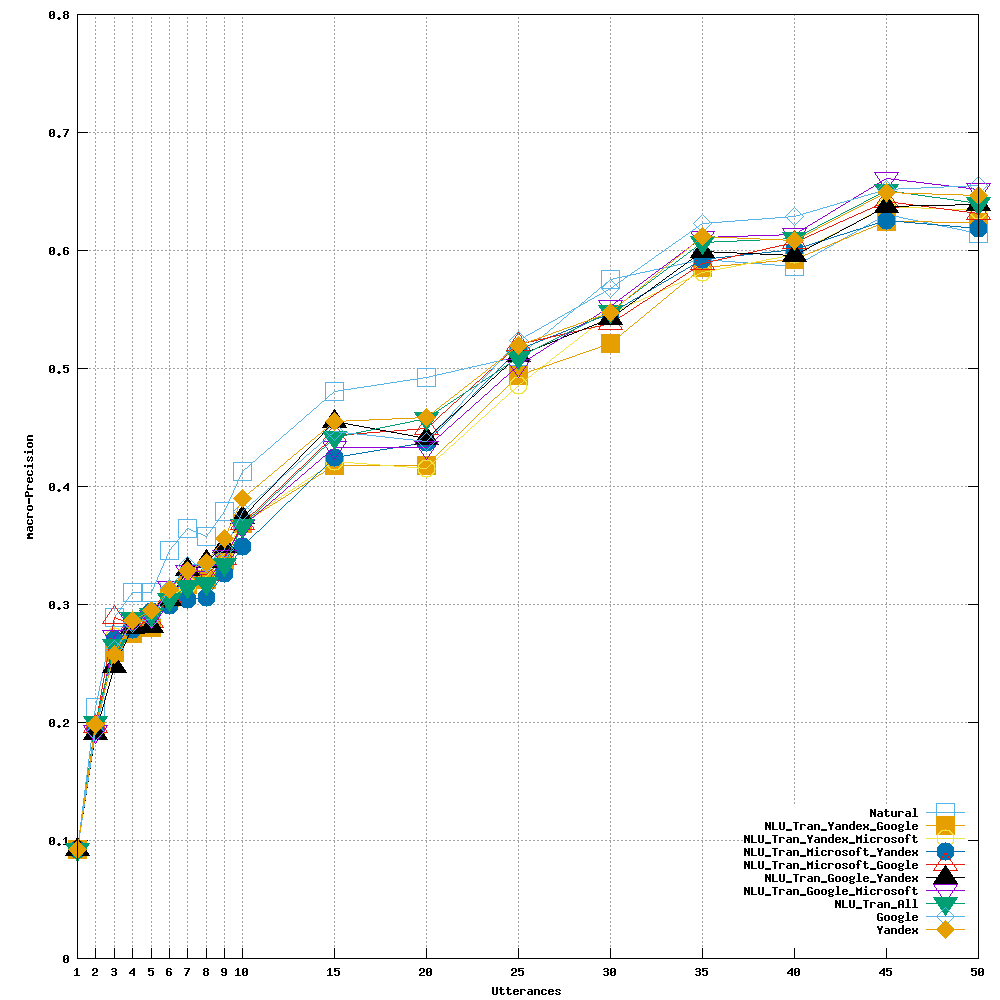 0.8
0.7
0.6
0.5
0.4
0.3
0.2
0.1
0
Macro-Precision
Natural
NLU_Tran_Yandex_Google
NLU_Tran_Yandex_Microsoft
NLU_Tran_Microsoft_Yandex
NLU_Tran_Microsoft_Google
NLU_Tran_Google_Yandex
NLU_Tran_Google_Microsoft
NLU_Tran_All
Google
Yandex
1 2 3 4 5 6 7 8 9 10 15 20 25 30 35 40 45 50
Utterances